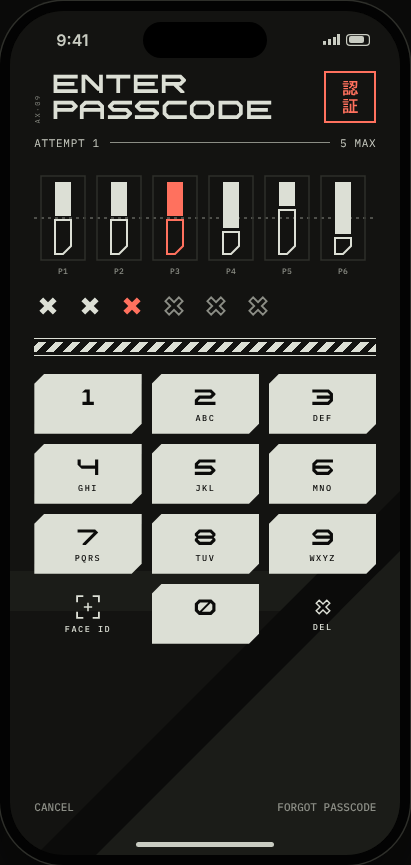 9:41
ENTER
PASSCODE
AX-09
認
証
ATTEMPT 1
5 MAX
P1
P2
P3
P4
P5
P6
1
2
ABC
3
DEF
4
GHI
5
JKL
6
MNO
7
PQRS
8
TUV
9
WXYZ
FACE ID
0
DEL
CANCEL
FORGOT PASSCODE